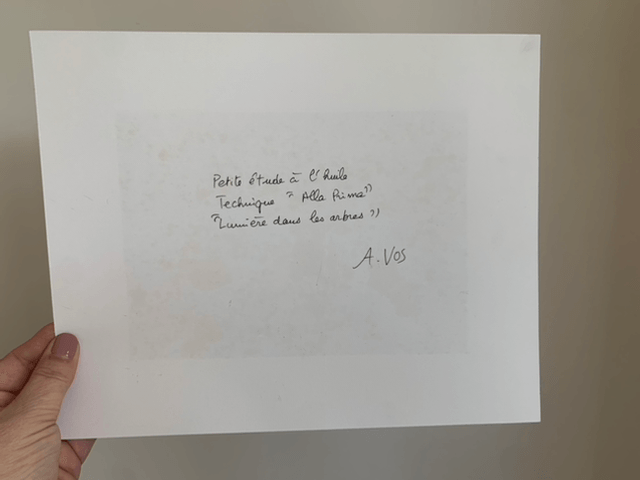 Petite étude à l'huile
Technique "Alla Prima"
"Lumière dans les arbres"
A. Vos